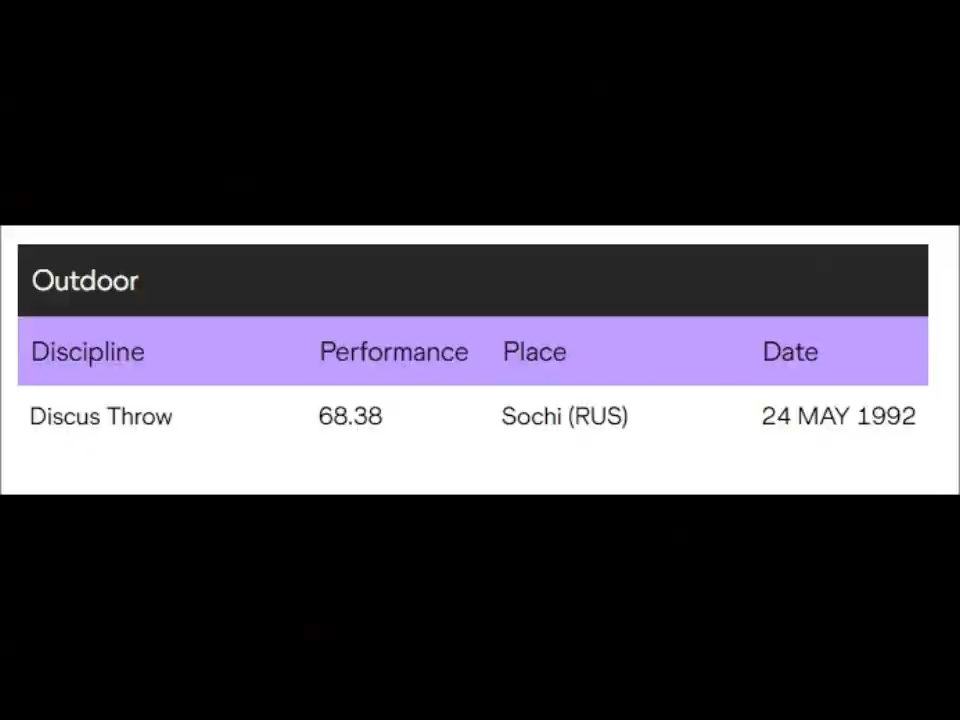 Outdoor
Discipline Performance Place Date
Discus Throw 68.38 Sochi (RUS) 24 MAY 1992